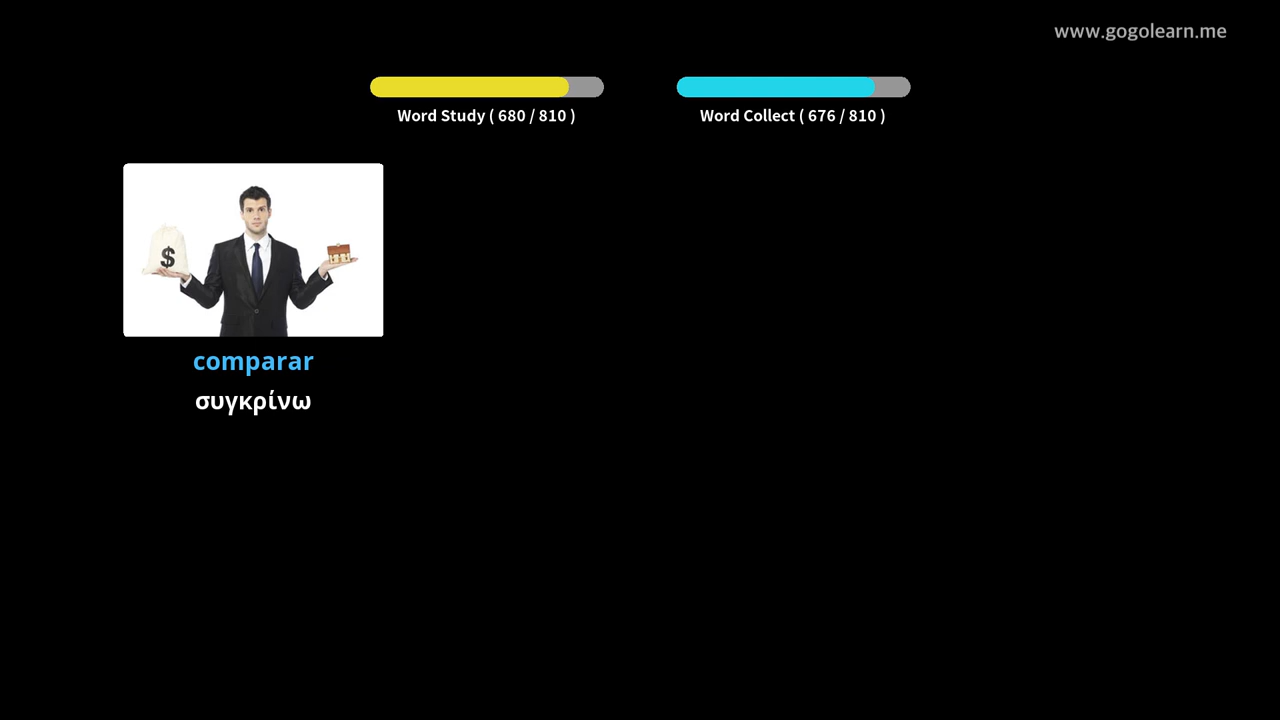 www.gogolearn.me
Word Study ( 680 / 810 )
Word Collect ( 676 / 810 )
$
comparar
συγκρίνω